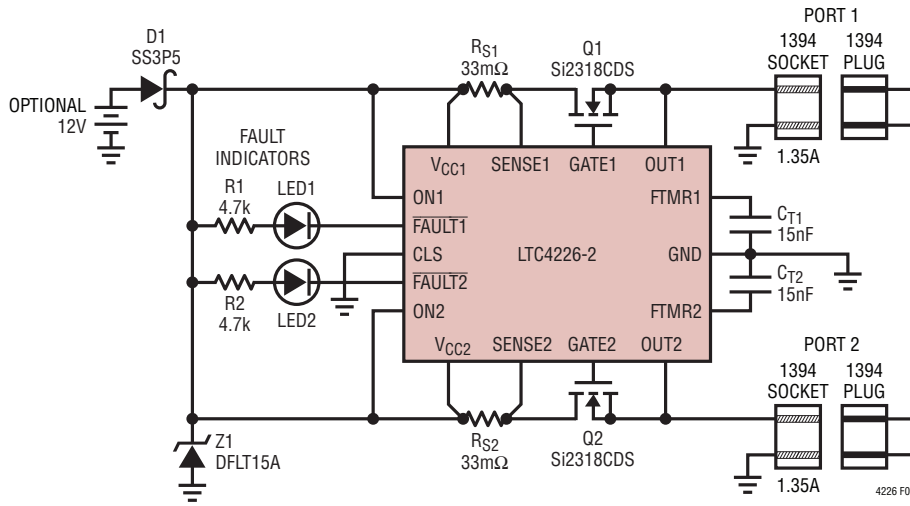 PORT 1
D1
SS3P5
RS1
33mΩ
Q1
Si2318CDS
1394
SOCKET
1394
PLUG
OPTIONAL
12V
1.35A
FAULT
INDICATORS
VCC1
SENSE1
GATE1
OUT1
R1
4.7k
LED1
ON1
FTMR1
FAULT1
CT1
15nF
CLS
LTC4226-2
GND
FAULT2
CT2
15nF
R2
4.7k
LED2
ON2
FTMR2
VCC2
SENSE2
GATE2
OUT2
PORT 2
1394
SOCKET
1394
PLUG
Z1
DFLT15A
RS2
33mΩ
Q2
Si2318CDS
1.35A
4226 F0